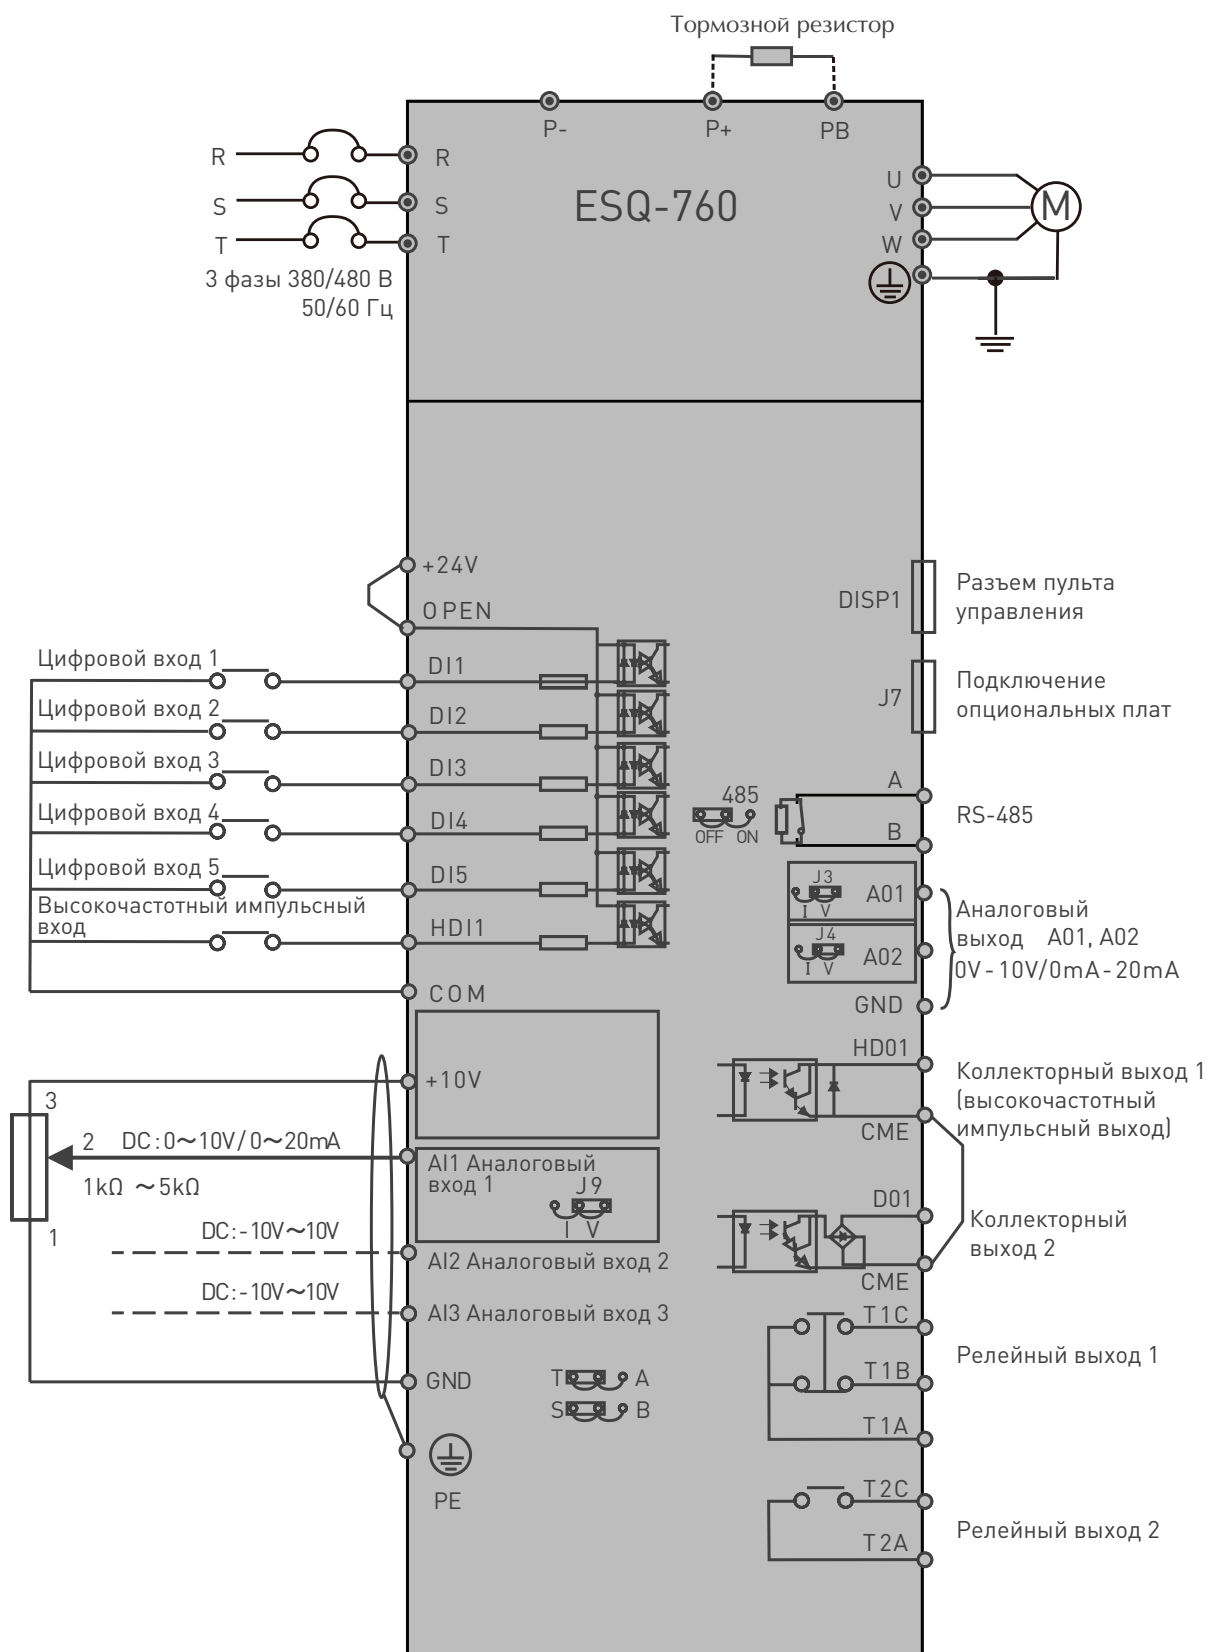 Тормозной резистор
P-
P+
PB
R
R
S
S
T
T
3 фазы 380/480 В
50/60 Гц
ESQ-760
U
V
W
M
+24V
OPEN
DISP1
Разъем пульта
управления
Цифровой вход 1
DI1
J7
Подключение
опциональных плат
Цифровой вход 2
DI2
Цифровой вход 3
DI3
A
485
OFF ON
B
RS-485
Цифровой вход 4
DI4
Цифровой вход 5
DI5
J3
I V
A01
Высокочастотный импульсный
вход
HDI1
J4
I V
A02
Аналоговый
выход A01, A02
0V-10V/0mA-20mA
COM
GND
+10V
HD01
CME
Коллекторный выход 1
(высокочастотный
импульсный выход)
3
2
DC:0～10V/0～20mA
1kΩ ～5kΩ
1
AI1 Аналоговый
вход 1
J9
I V
D01
CME
Коллекторный
выход 2
DC:-10V～10V
AI2 Аналоговый вход 2
DC:-10V～10V
AI3 Аналоговый вход 3
T1C
T1B
T1A
Релейный выход 1
GND
T A
S B
PE
T2C
T2A
Релейный выход 2